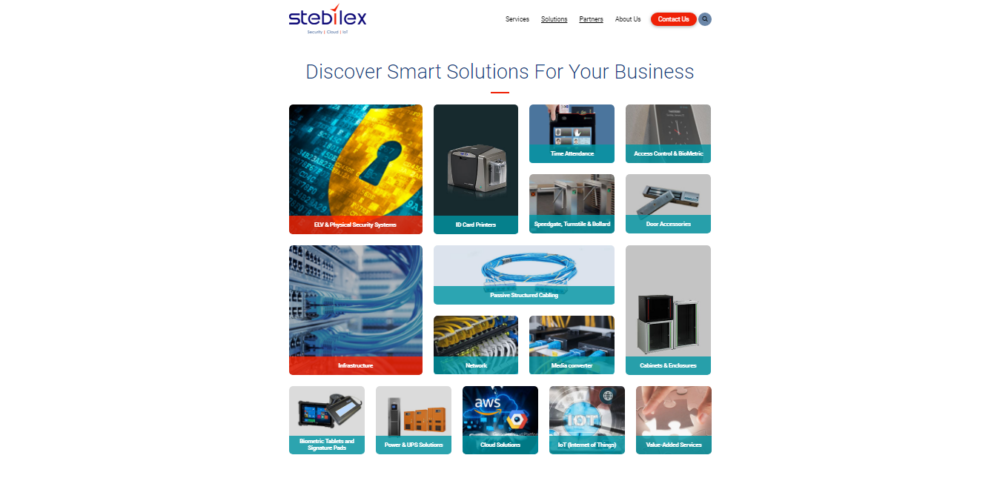 stebilex
Security | Cloud | IoT
Services
Solutions
Partners
About Us
Contact Us
Discover Smart Solutions For Your Business
ELV & Physical Security Systems
ID Card Printers
Time Attendance
Access Control & BioMetric
Speedgate, Turnstile & Bollard
Door Accessories
Infrastructure
Passive Structured Cabling
Network
Media converter
Cabinets & Enclosures
aws
IOT
Biometric Tablets and
Signature Pads
Power & UPS Solutions
Cloud Solutions
IoT (Internet of Things)
Value-Added Services